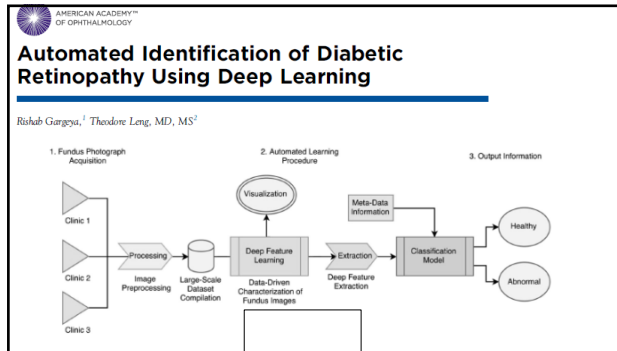 AMERICAN ACADEMY™
OF OPHTHALMOLOGY
Automated Identification of Diabetic
Retinopathy Using Deep Learning
Rishab Gargeya,¹ Theodore Leng, MD, MS²
1. Fundus Photograph
Acquisition
2. Automated Learning
Procedure
3. Output Information
Clinic 1
Clinic 2
Clinic 3
Processing
Image
Preprocessing
Large-Scale
Dataset
Compilation
Visualization
Deep Feature
Learning
Data-Driven
Characterization of
Fundus Images
Extraction
Deep Feature
Extraction
Meta-Data
Information
Classification
Model
Healthy
Abnormal